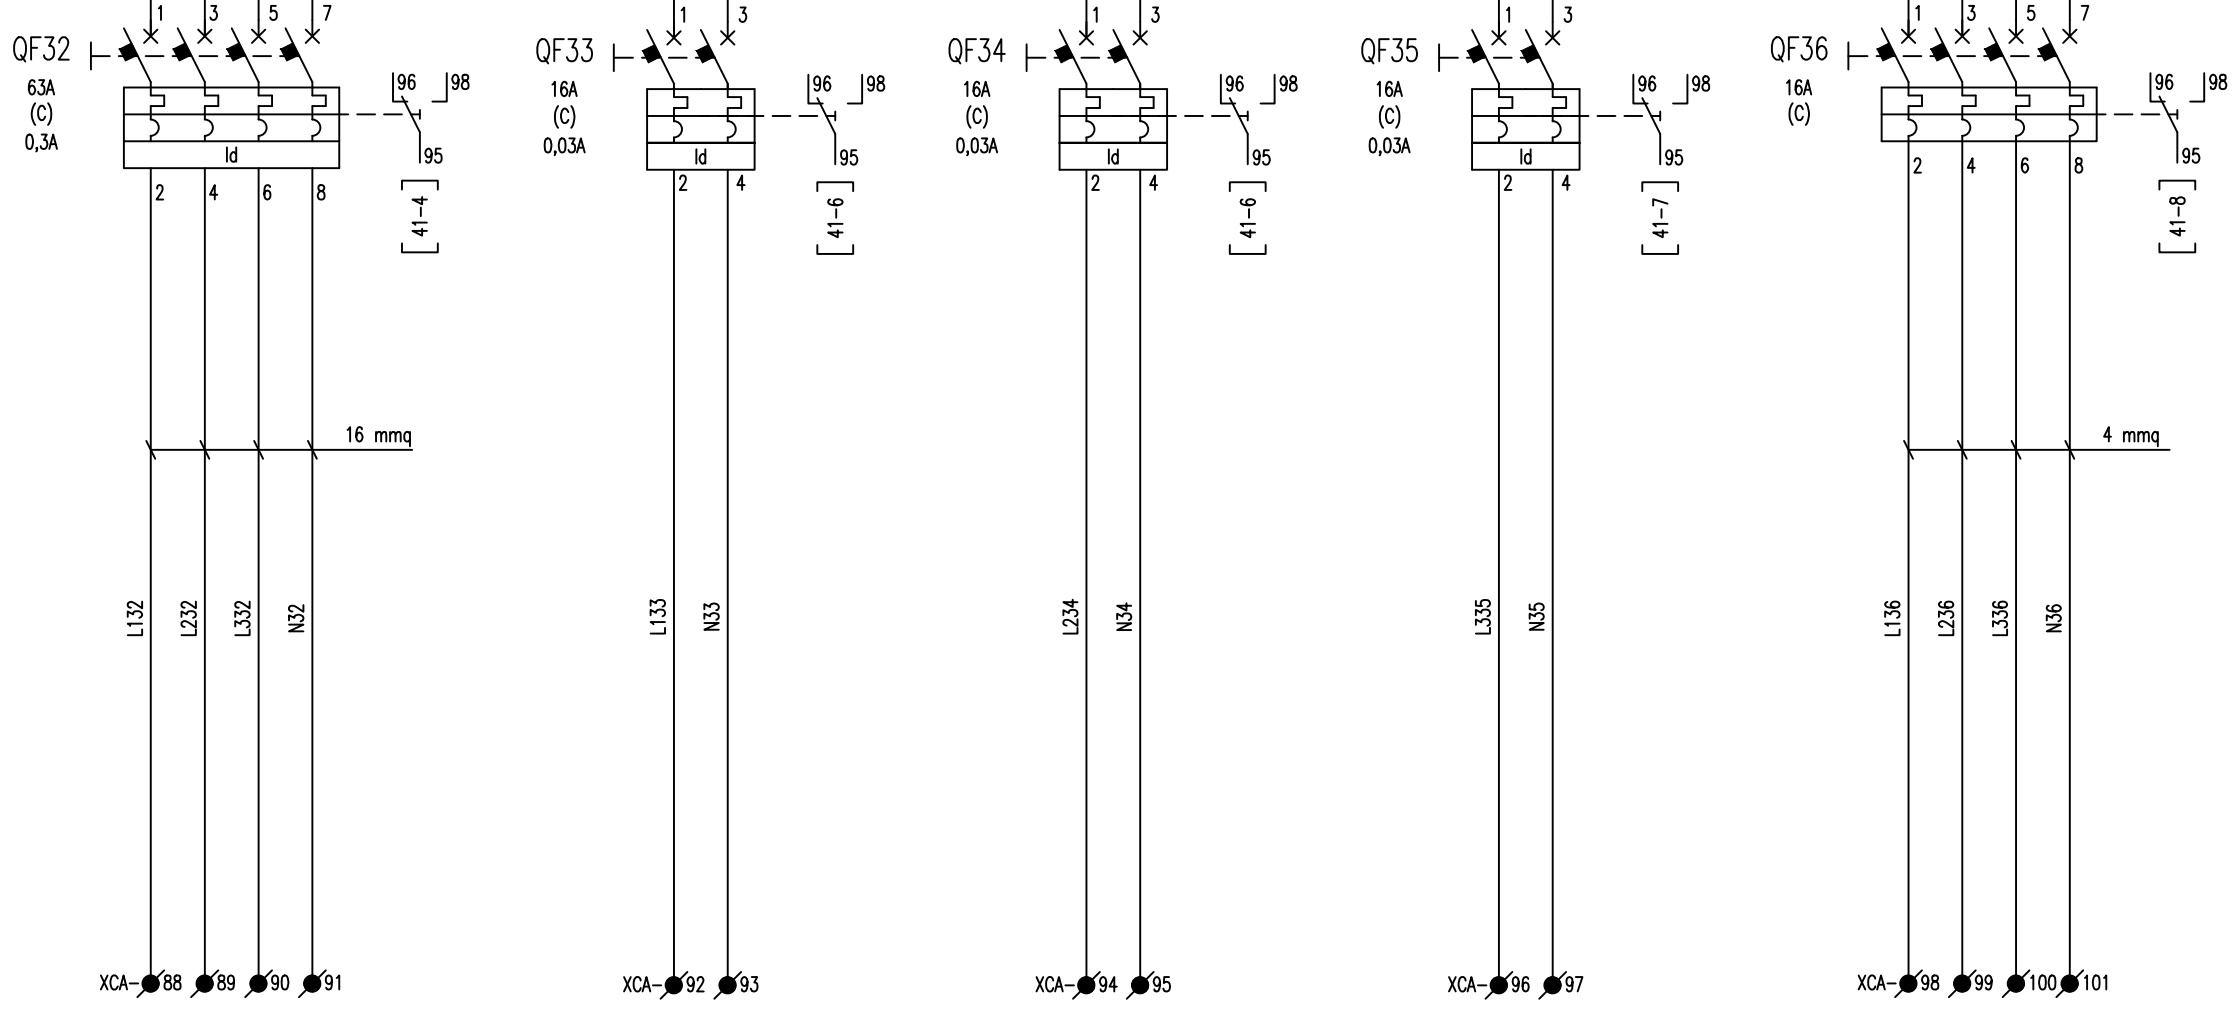 1 3 5 7 1 3 1 3 1 3 1 3 5 7
QF32 QF33 QF34 QF35 QF36
96 98 96 98 96 98 96 98 96 98
63A 16A 16A 16A 16A
(C) (C) (C) (C) (C)
0,3A 0,03A 0,03A 0,03A
Id Id Id Id
95 95 95 95 95
2 4 6 8 2 4 2 4 2 4 2 4 6 8
41-4 41-6 41-6 41-7 41-8
16 mmq 4 mmq
L132 L232 L332 N32 L133 N33 L234 N34 L335 N35 L136 L236 L336 N36
XCA- 88 89 90 91 XCA- 92 93 XCA- 94 95 XCA- 96 97 XCA- 98 99 100 101